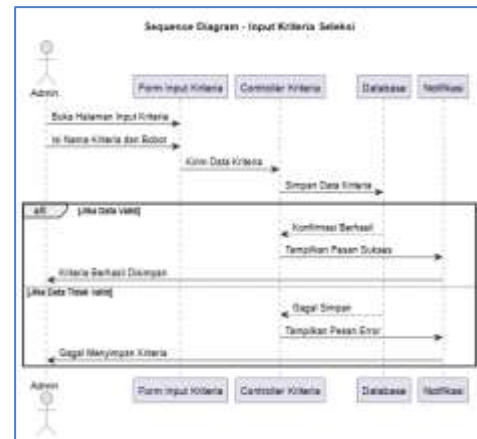 Sequence Diagram - Input Kriteria Seleksi
Admin
Form Input Kriteria
Controller Kriteria
Database
Notifikasi
Buka Halaman Input Kriteria
Isi Nama Kriteria dan Bobot
Kirim Data Kriteria
Simpan Data Kriteria
alt
[Jika Data Valid]
Konfirmasi Berhasil
Tampilkan Pesan Sukses
Kriteria Berhasil Disimpan
[Jika Data Tidak Valid]
Gagal Simpan
Tampilkan Pesan Error
Gagal Menyimpan Kriteria
Admin
Form Input Kriteria
Controller Kriteria
Database
Notifikasi